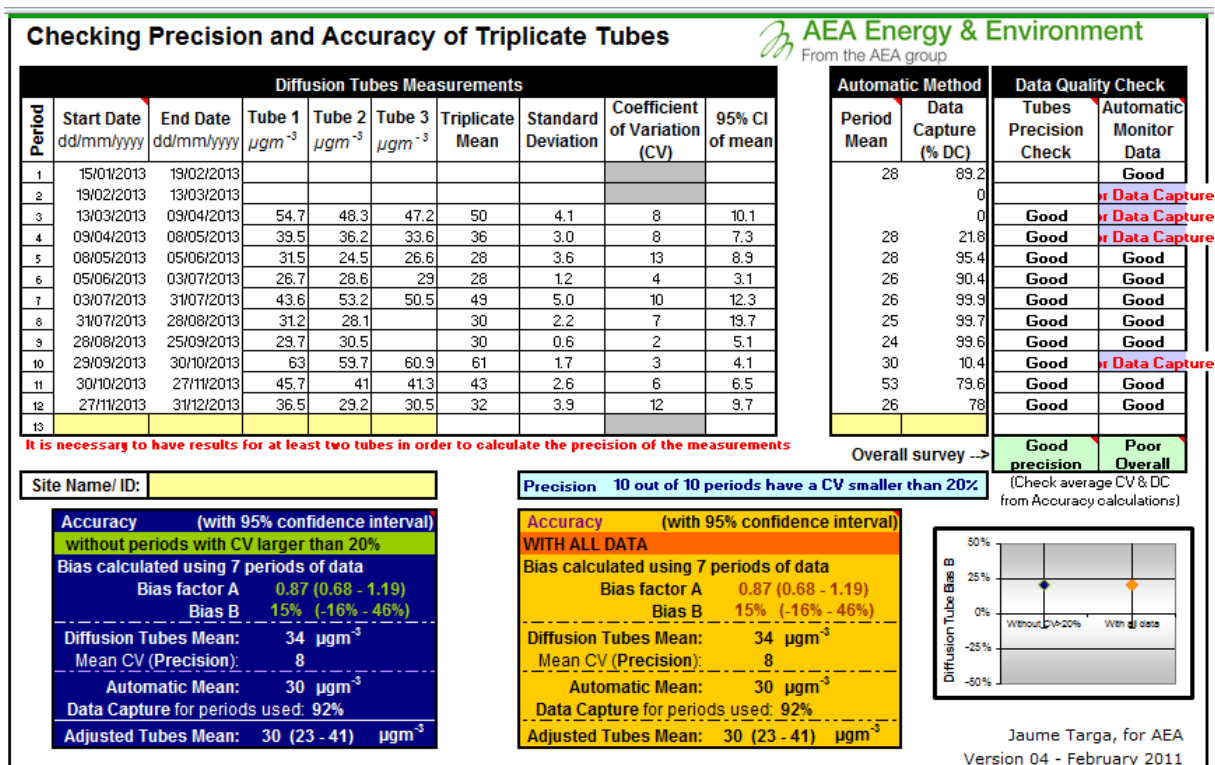 Checking Precision and Accuracy of Triplicate Tubes
AEA Energy & Environment
From the AEA group
Diffusion Tubes Measurements
Automatic Method
Data Quality Check
Period Start Date dd/mm/yyyy End Date dd/mm/yyyy Tube 1 µgm⁻³ Tube 2 µgm⁻³ Tube 3 µgm⁻³ Triplicate Mean Standard Deviation Coefficient of Variation (CV) 95% CI of mean Period Mean Data Capture (% DC) Tubes Precision Check Automatic Monitor Data
1 15/01/2013 19/02/2013 28 89.2 Good
2 19/02/2013 13/03/2013 0 r Data Capture
3 13/03/2013 09/04/2013 54.7 48.3 47.2 50 4.1 8 10.1 0 Good r Data Capture
4 09/04/2013 08/05/2013 39.5 36.2 33.6 36 3.0 8 7.3 28 21.8 Good r Data Capture
5 08/05/2013 05/06/2013 31.5 24.5 26.6 28 3.6 13 8.9 28 95.4 Good Good
6 05/06/2013 03/07/2013 26.7 28.6 29 28 1.2 4 3.1 26 90.4 Good Good
7 03/07/2013 31/07/2013 43.6 53.2 50.5 49 5.0 10 12.3 26 99.9 Good Good
8 31/07/2013 28/08/2013 31.2 28.1 30 2.2 7 19.7 25 99.7 Good Good
9 28/08/2013 25/09/2013 29.7 30.5 30 0.6 2 5.1 24 99.6 Good Good
10 29/09/2013 30/10/2013 63 59.7 60.9 61 1.7 3 4.1 30 10.4 Good r Data Capture
11 30/10/2013 27/11/2013 45.7 41 41.3 43 2.6 6 6.5 53 79.6 Good Good
12 27/11/2013 31/12/2013 36.5 29.2 30.5 32 3.9 12 9.7 26 78 Good Good
13
It is necessary to have results for at least two tubes in order to calculate the precision of the measurements
Overall survey --> Good precision Poor Overall
Site Name/ ID:
Precision 10 out of 10 periods have a CV smaller than 20%
(Check average CV & DC
from Accuracy calculations)
Accuracy (with 95% confidence interval)
without periods with CV larger than 20%
Bias calculated using 7 periods of data
Bias factor A 0.87 (0.68 - 1.19)
Bias B 15% (-16% - 46%)
Diffusion Tubes Mean: 34 µgm⁻³
Mean CV (Precision): 8
Automatic Mean: 30 µgm⁻³
Data Capture for periods used: 92%
Adjusted Tubes Mean: 30 (23 - 41) µgm⁻³
Accuracy (with 95% confidence interval)
WITH ALL DATA
Bias calculated using 7 periods of data
Bias factor A 0.87 (0.68 - 1.19)
Bias B 15% (-16% - 46%)
Diffusion Tubes Mean: 34 µgm⁻³
Mean CV (Precision): 8
Automatic Mean: 30 µgm⁻³
Data Capture for periods used: 92%
Adjusted Tubes Mean: 30 (23 - 41) µgm⁻³
Diffusion Tube Bias B
50%
25%
0%
-25%
-50%
Without CV>20% With all data
Jaume Targa, for AEA
Version 04 - February 2011